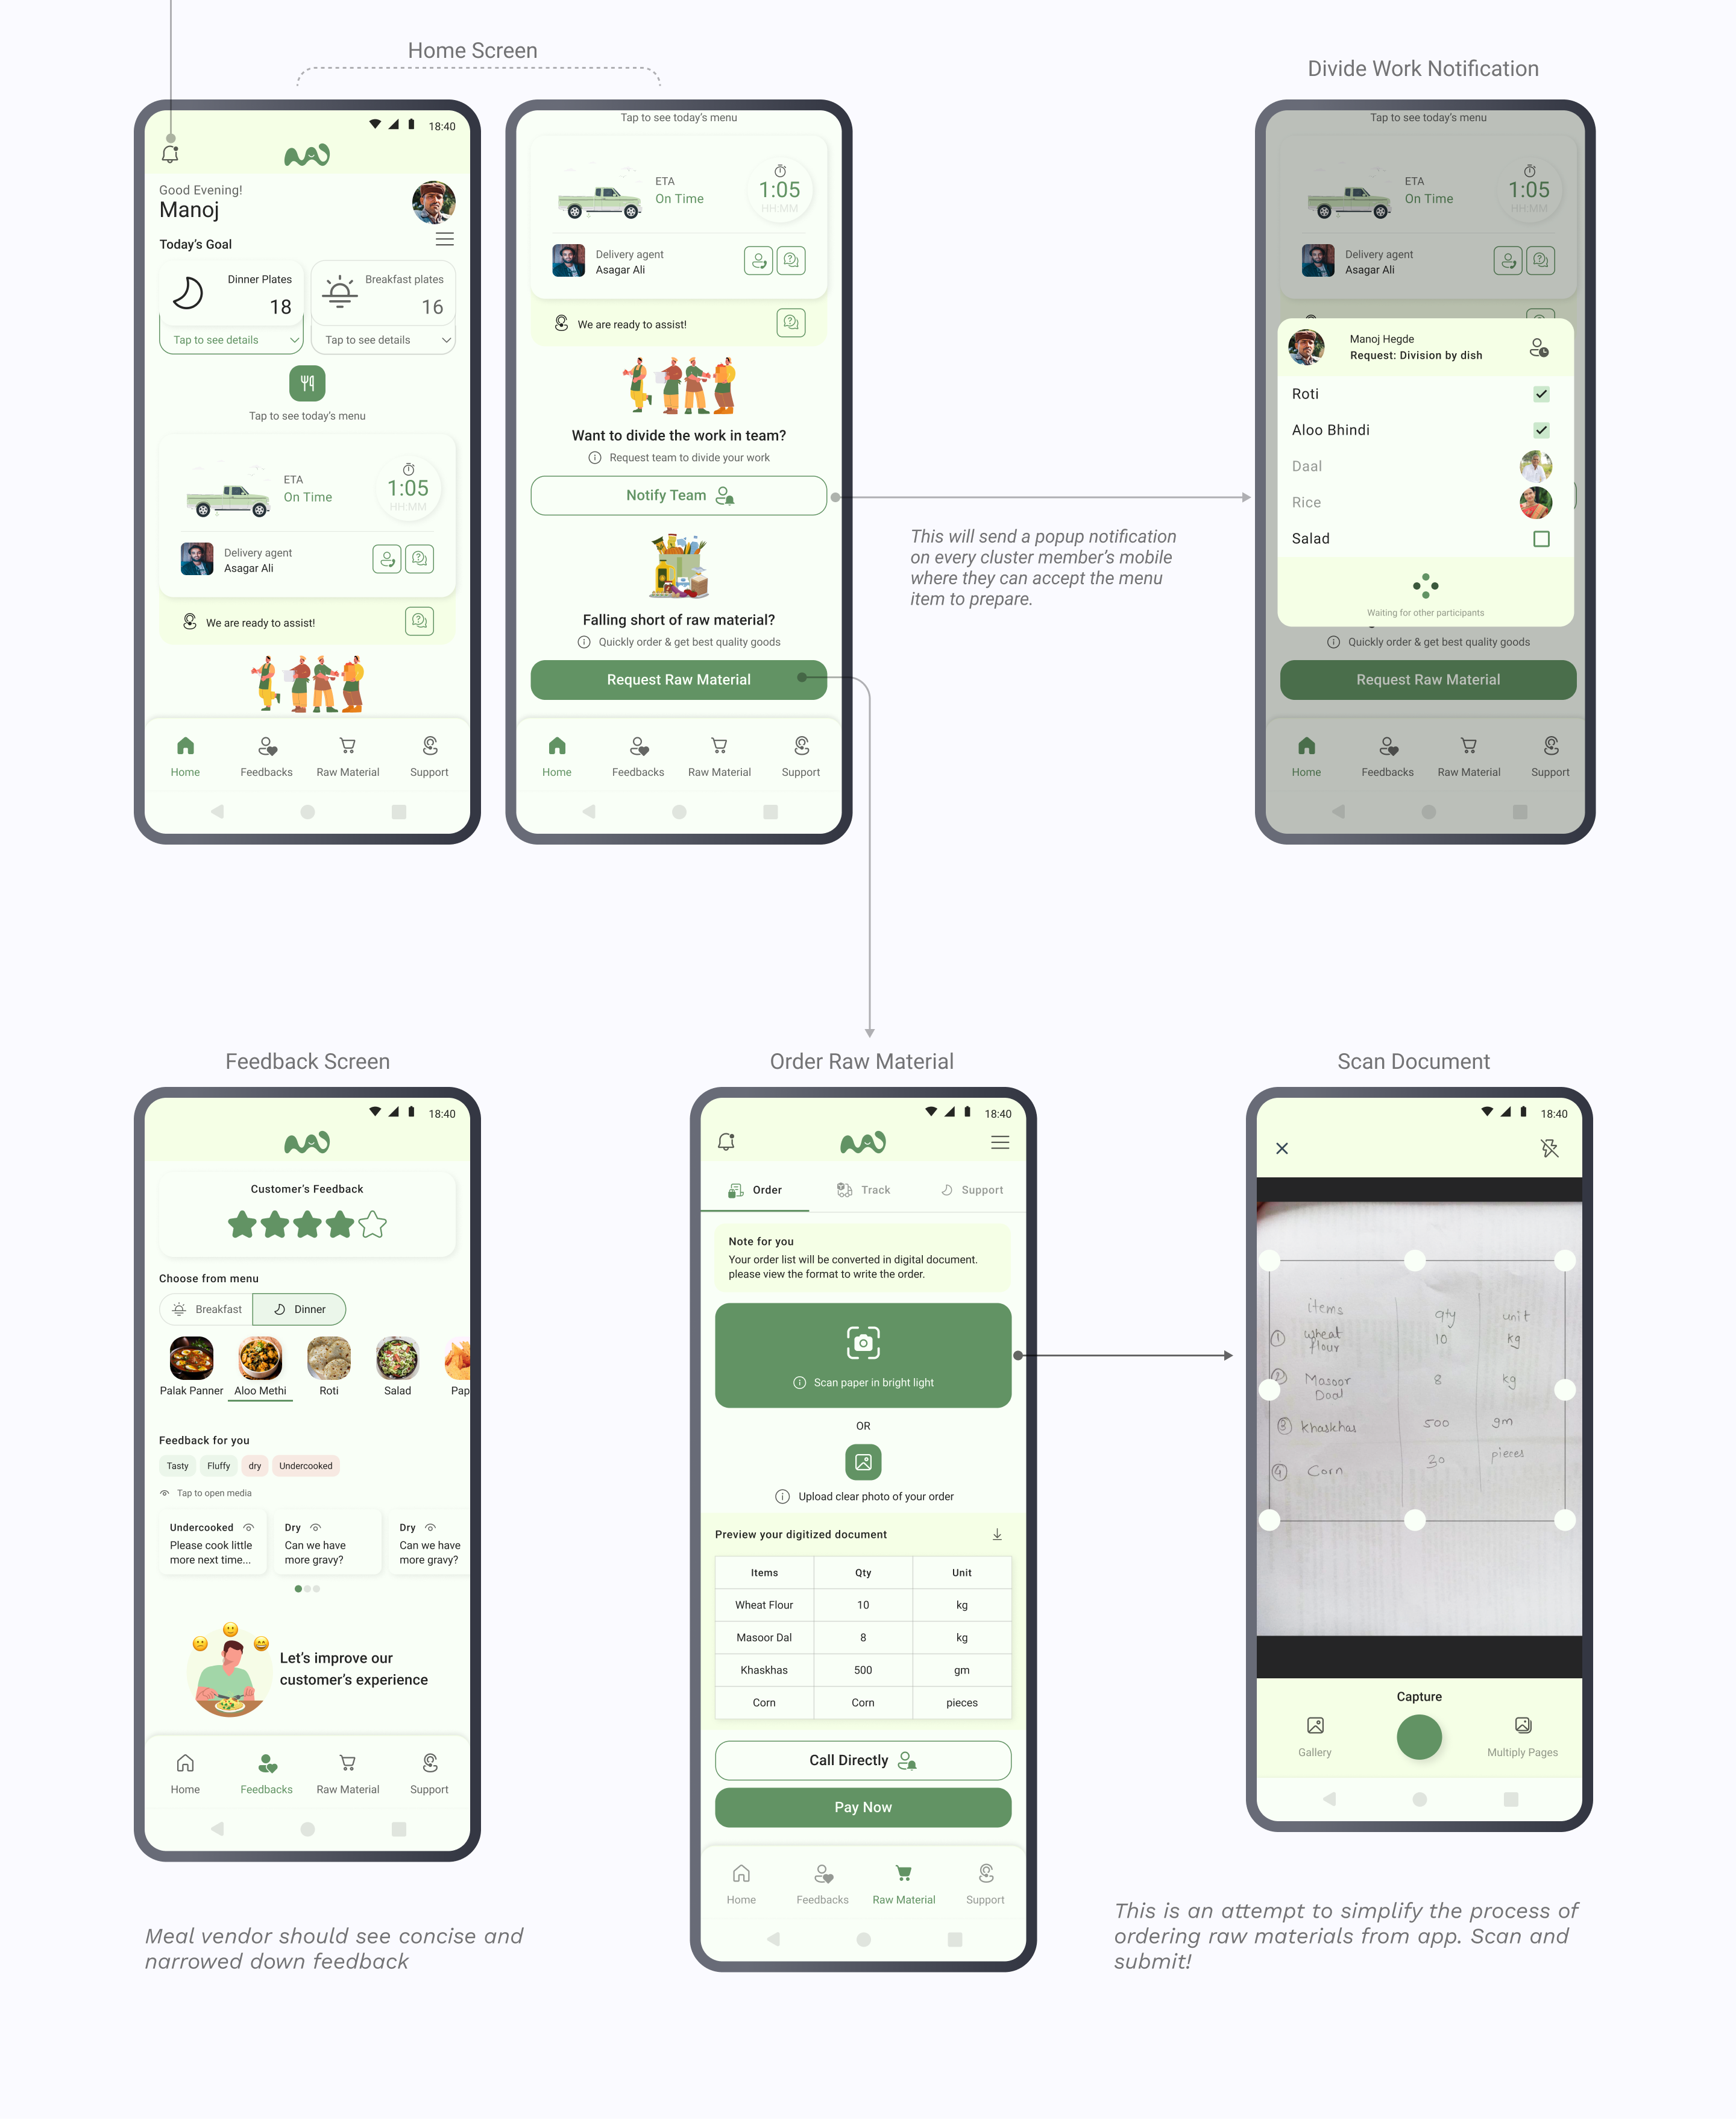 Home Screen
18:40
Good Evening!
Manoj
Today's Goal
Dinner Plates
18
Tap to see details
Breakfast plates
16
Tap to see details
Tap to see today's menu
ETA
On Time
1:05
HH:MM
Delivery agent
Asagar Ali
We are ready to assist!
Home
Feedbacks
Raw Material
Support
Tap to see today's menu
ETA
On Time
1:05
HH:MM
Delivery agent
Asagar Ali
We are ready to assist!
Want to divide the work in team?
Request team to divide your work
Notify Team
Falling short of raw material?
Quickly order & get best quality goods
Request Raw Material
Home
Feedbacks
Raw Material
Support
This will send a popup notification
on every cluster member's mobile
where they can accept the menu
item to prepare.
Divide Work Notification
Tap to see today's menu
ETA
On Time
1:05
HH:MM
Delivery agent
Asagar Ali
Manoj Hegde
Request: Division by dish
Roti
Aloo Bhindi
Daal
Rice
Salad
Waiting for other participants
Quickly order & get best quality goods
Request Raw Material
Home
Feedbacks
Raw Material
Support
Feedback Screen
18:40
Customer's Feedback
Choose from menu
Breakfast
Dinner
Palak Panner
Aloo Methi
Roti
Salad
Pap
Feedback for you
Tasty
Fluffy
dry
Undercooked
Tap to open media
Undercooked
Please cook little
more next time...
Dry
Can we have
more gravy?
Dry
Can we have
more gravy?
Let's improve our
customer's experience
Home
Feedbacks
Raw Material
Support
Meal vendor should see concise and
narrowed down feedback
Order Raw Material
18:40
Order
Track
Support
Note for you
Your order list will be converted in digital document.
please view the format to write the order.
Scan paper in bright light
OR
Upload clear photo of your order
Preview your digitized document
Items Qty Unit
Wheat Flour 10 kg
Masoor Dal 8 kg
Khaskhas 500 gm
Corn Corn pieces
Call Directly
Pay Now
Home
Feedbacks
Raw Material
Support
Scan Document
18:40
items qty unit
1 wheat flour 10 kg
2 Masoor Daal 8 kg
3 khaskhas 500 gm
4 Corn 30 pieces
Capture
Gallery
Multiply Pages
This is an attempt to simplify the process of
ordering raw materials from app. Scan and
submit!